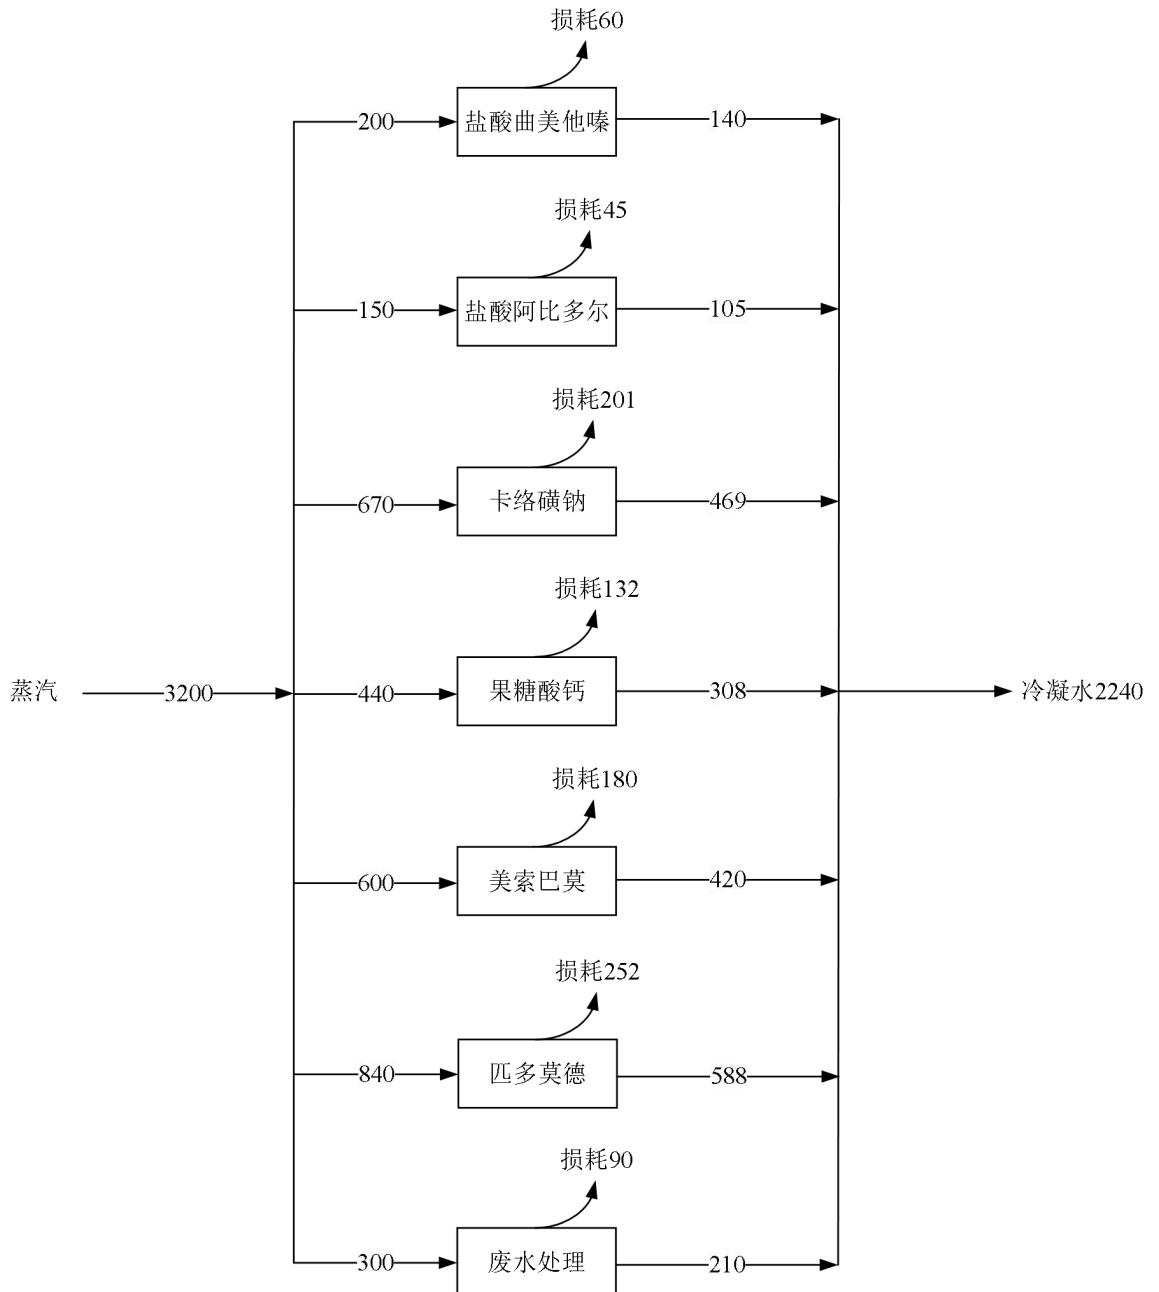 损耗60
200
盐酸曲美他嗪
140
损耗45
150
盐酸阿比多尔
105
损耗201
670
卡络磺钠
469
损耗132
蒸汽
3200
440
果糖酸钙
308
冷凝水2240
损耗180
600
美索巴莫
420
损耗252
840
匹多莫德
588
损耗90
300
废水处理
210